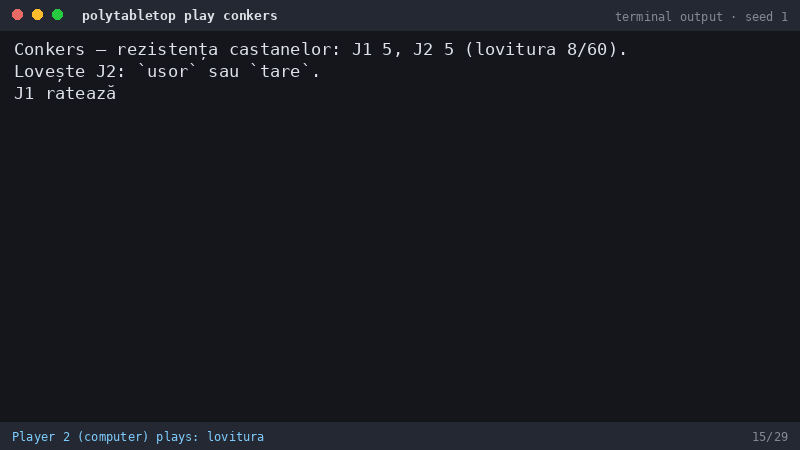 polytabletop play conkers
terminal output · seed 1
Conkers — rezistența castanelor: J1 5, J2 5 (lovitura 8/60).
Lovește J2: `usor` sau `tare`.
J1 ratează
Player 2 (computer) plays: lovitura
15/29